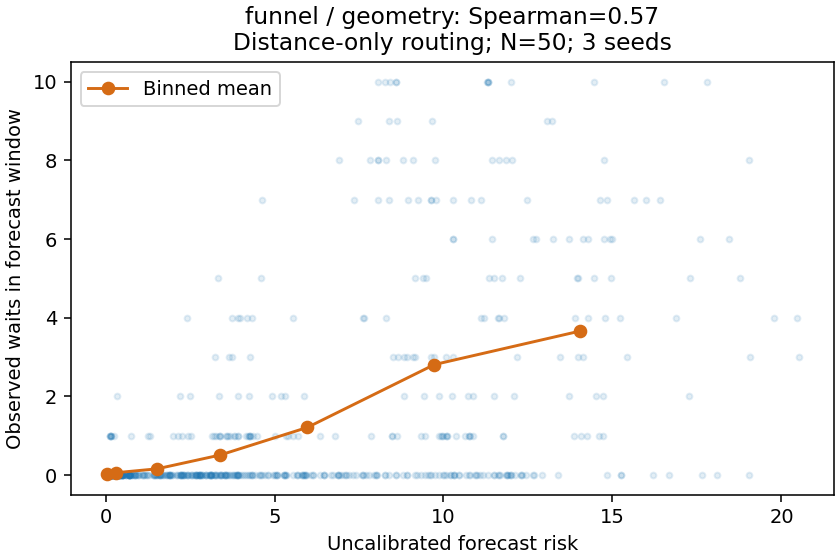 funnel / geometry: Spearman=0.57
Distance-only routing; N=50; 3 seeds
Binned mean
Observed waits in forecast window
10
8
6
4
2
0
0 5 10 15 20
Uncalibrated forecast risk